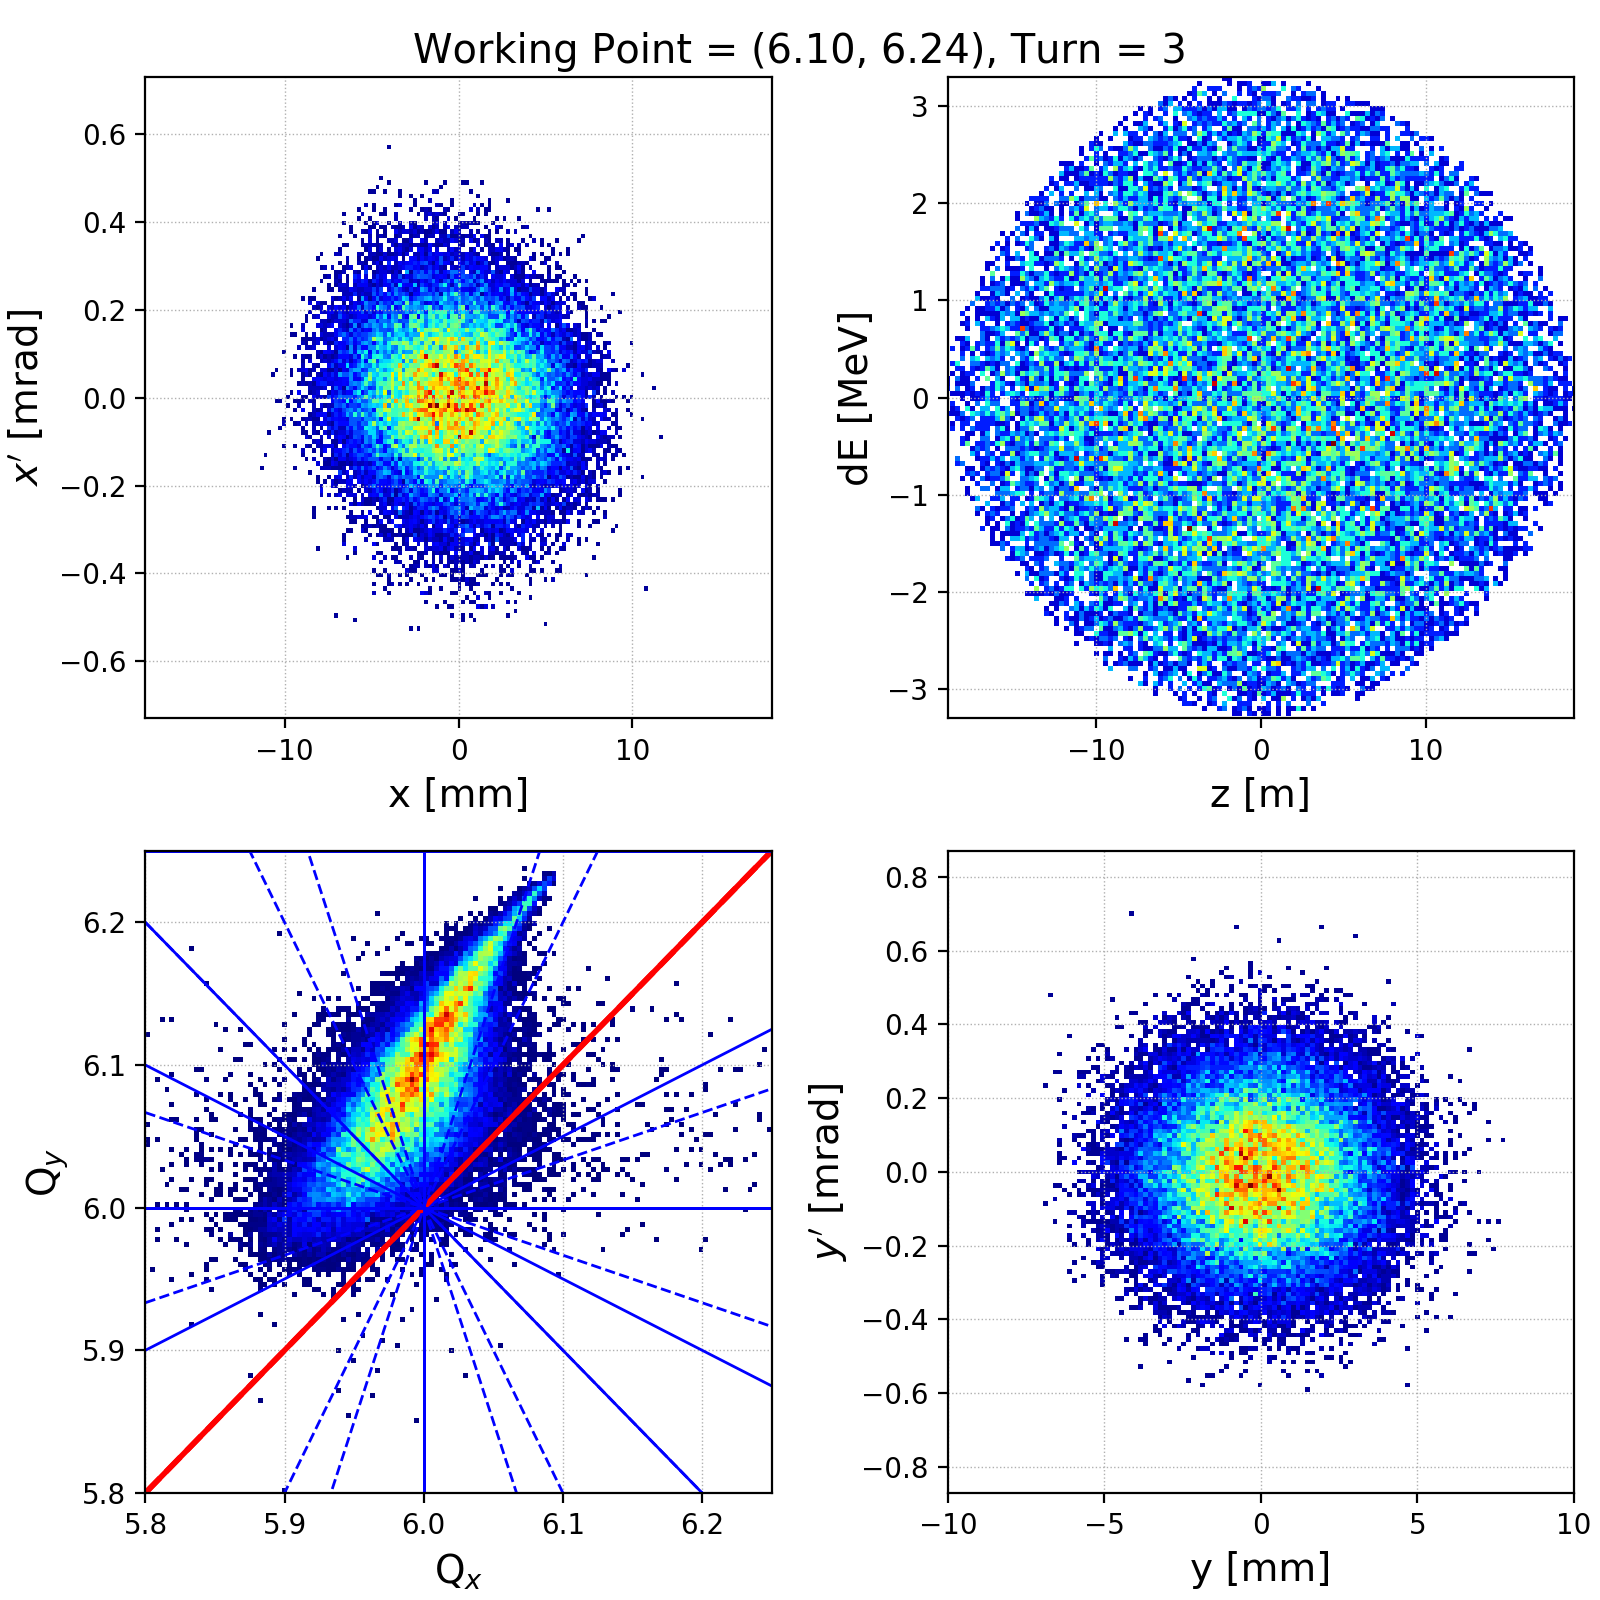 Working Point = (6.10, 6.24), Turn = 3
0.6
0.4
0.2
0.0
−0.2
−0.4
−0.6
x′ [mrad]
−10 0 10
x [mm]
3
2
1
0
−1
−2
−3
dE [MeV]
−10 0 10
z [m]
6.2
6.1
6.0
5.9
5.8
Qy
5.8 5.9 6.0 6.1 6.2
Qx
0.8
0.6
0.4
0.2
0.0
−0.2
−0.4
−0.6
−0.8
y′ [mrad]
−10 −5 0 5 10
y [mm]